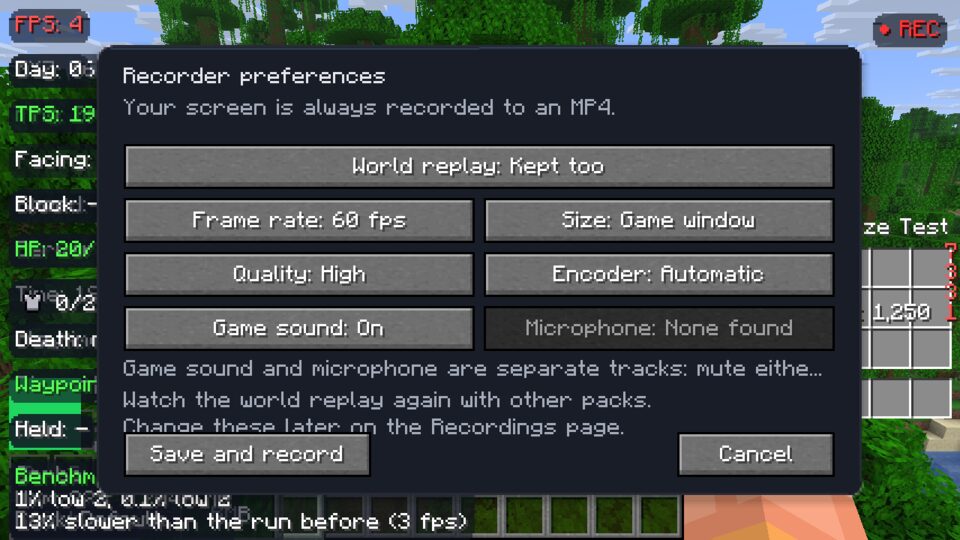 FPS: 4
REC
Day: 0
TPS: 19
Facing:
Block: -
HP: 20/
0/2
Death:
Waypoin
Held: -
Benchm
1% low 2, 0.1% low 2
13% slower than the run before (3 fps)
Recorder preferences
Your screen is always recorded to an MP4.
World replay: Kept too
Frame rate: 60 fps
Size: Game window
Quality: High
Encoder: Automatic
Game sound: On
Microphone: None found
Game sound and microphone are separate tracks: mute eithe...
Watch the world replay again with other packs.
Change these later on the Recordings page.
Save and record
Cancel
ze Test
1,250